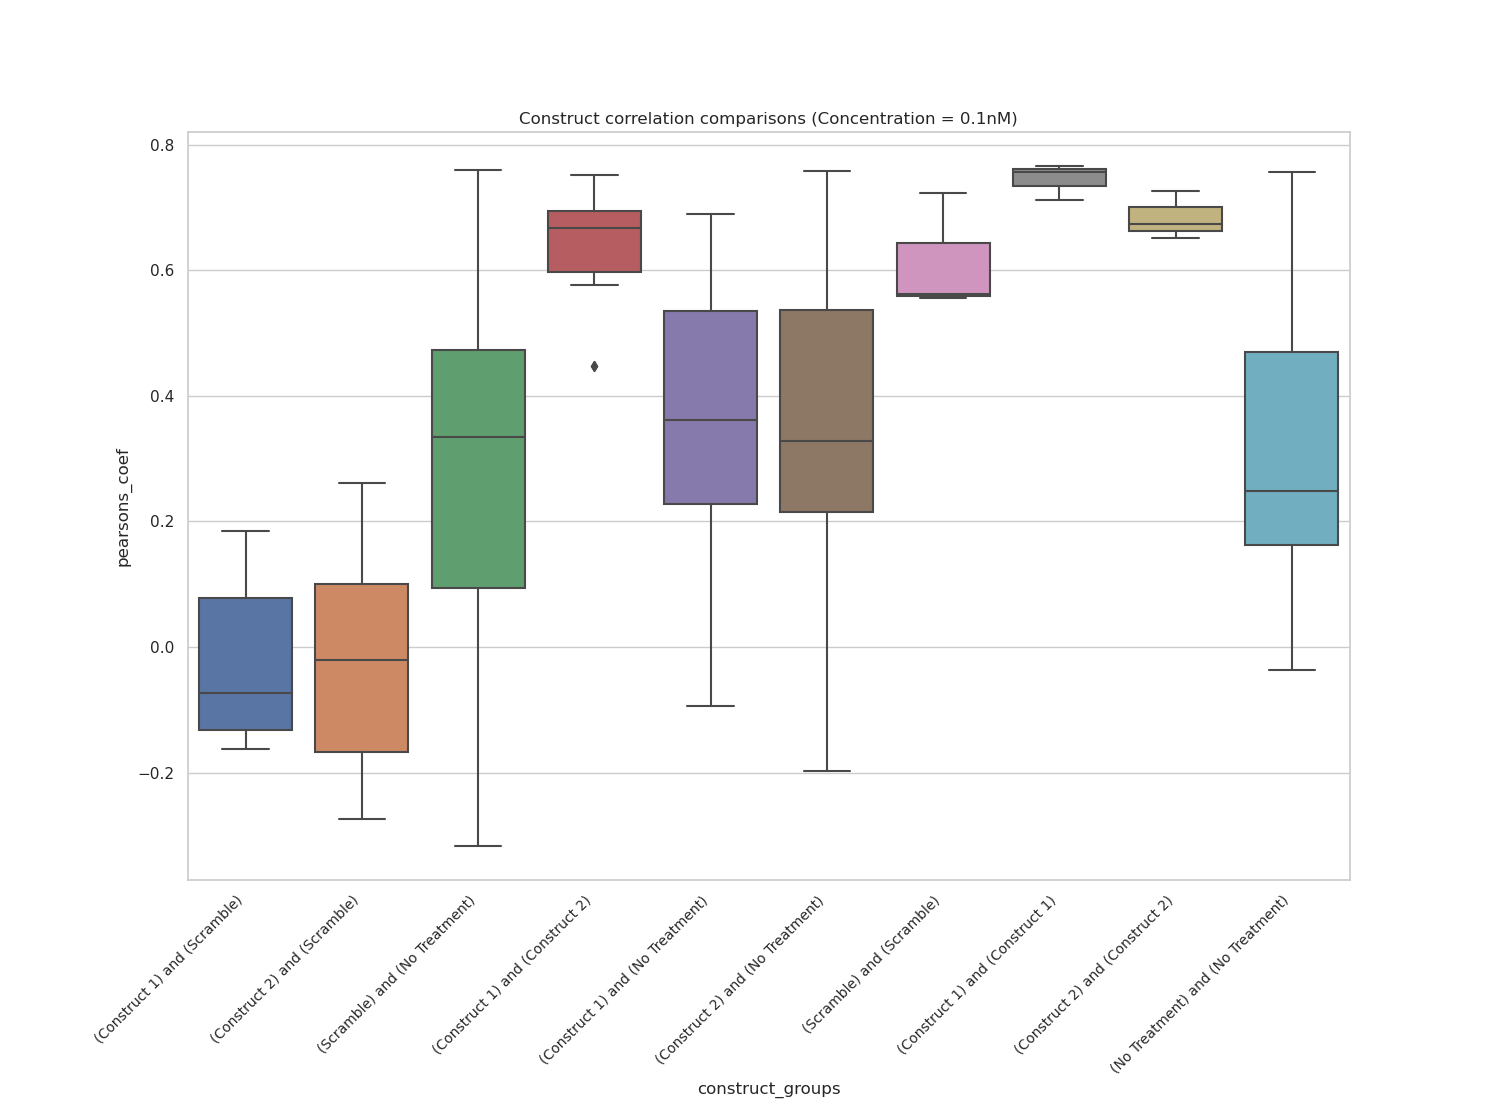 Construct correlation comparisons (Concentration = 0.1nM)
0.8
0.6
0.4
0.2
0.0
−0.2
pearsons_coef
(Construct 1) and (Scramble)
(Construct 2) and (Scramble)
(Scramble) and (No Treatment)
(Construct 1) and (Construct 2)
(Construct 1) and (No Treatment)
(Construct 2) and (No Treatment)
(Scramble) and (Scramble)
(Construct 1) and (Construct 1)
(Construct 2) and (Construct 2)
(No Treatment) and (No Treatment)
construct_groups